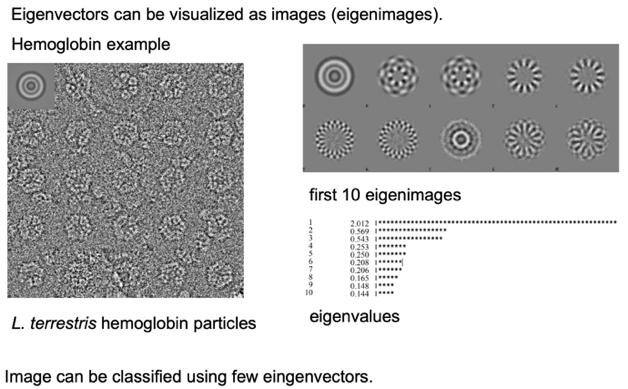 Eigenvectors can be visualized as images (eigenimages).
Hemoglobin example
first 10 eigenimages
1 2.012 |************************************************************
2 0.569 |*****************
3 0.543 |****************
4 0.253 |*******
5 0.250 |*******
6 0.208 |******
7 0.206 |******
8 0.165 |*****
9 0.148 |****
10 0.144 |****
L. terrestris hemoglobin particles
eigenvalues
Image can be classified using few eingenvectors.